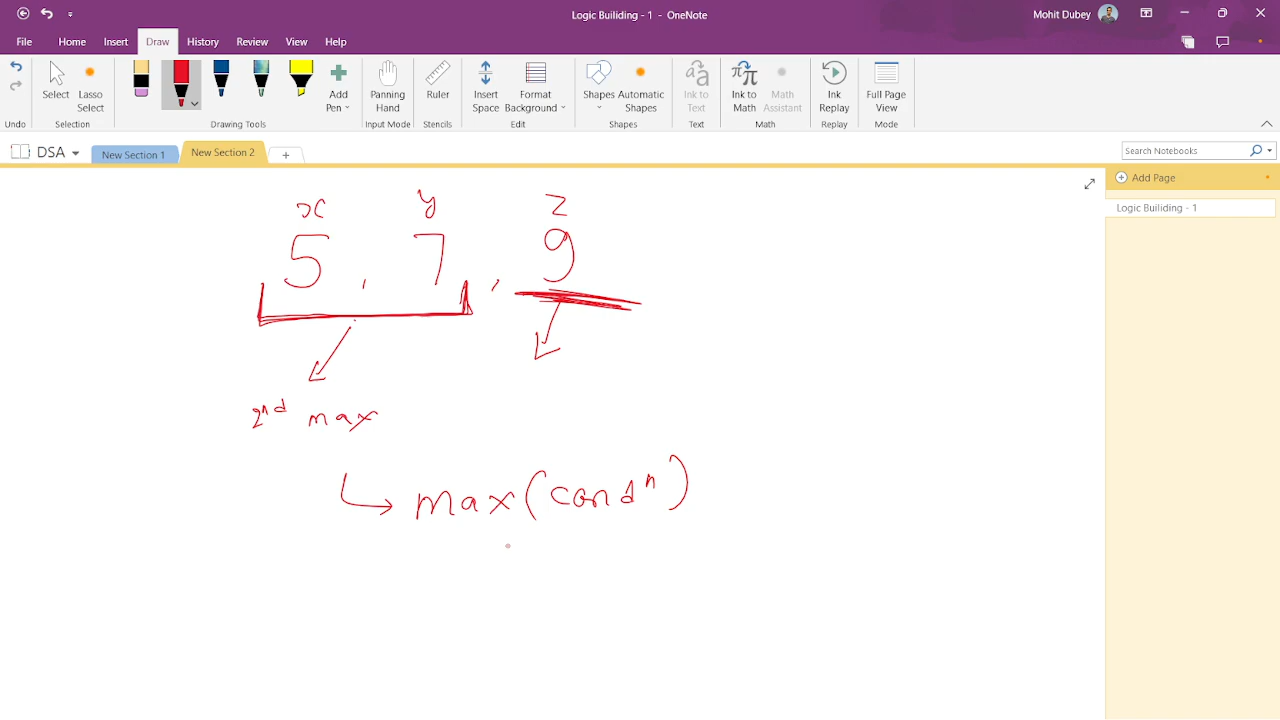 Logic Builiding - 1 - OneNote
Mohit Dubey
File Home Insert Draw History Review View Help
Undo
Select
Lasso Select
Add Pen
Panning Hand
Ruler
Insert Space
Format Background
Shapes
Automatic Shapes
Ink to Text
Ink to Math
Math Assistant
Ink Replay
Full Page View
Selection Drawing Tools Input Mode Stencils Edit Shapes Text Math Replay Mode
DSA New Section 1 New Section 2 +
Search Notebooks
Add Page
Logic Builiding - 1
x y z
5 , 7 , 9
2nd max
max(condn)